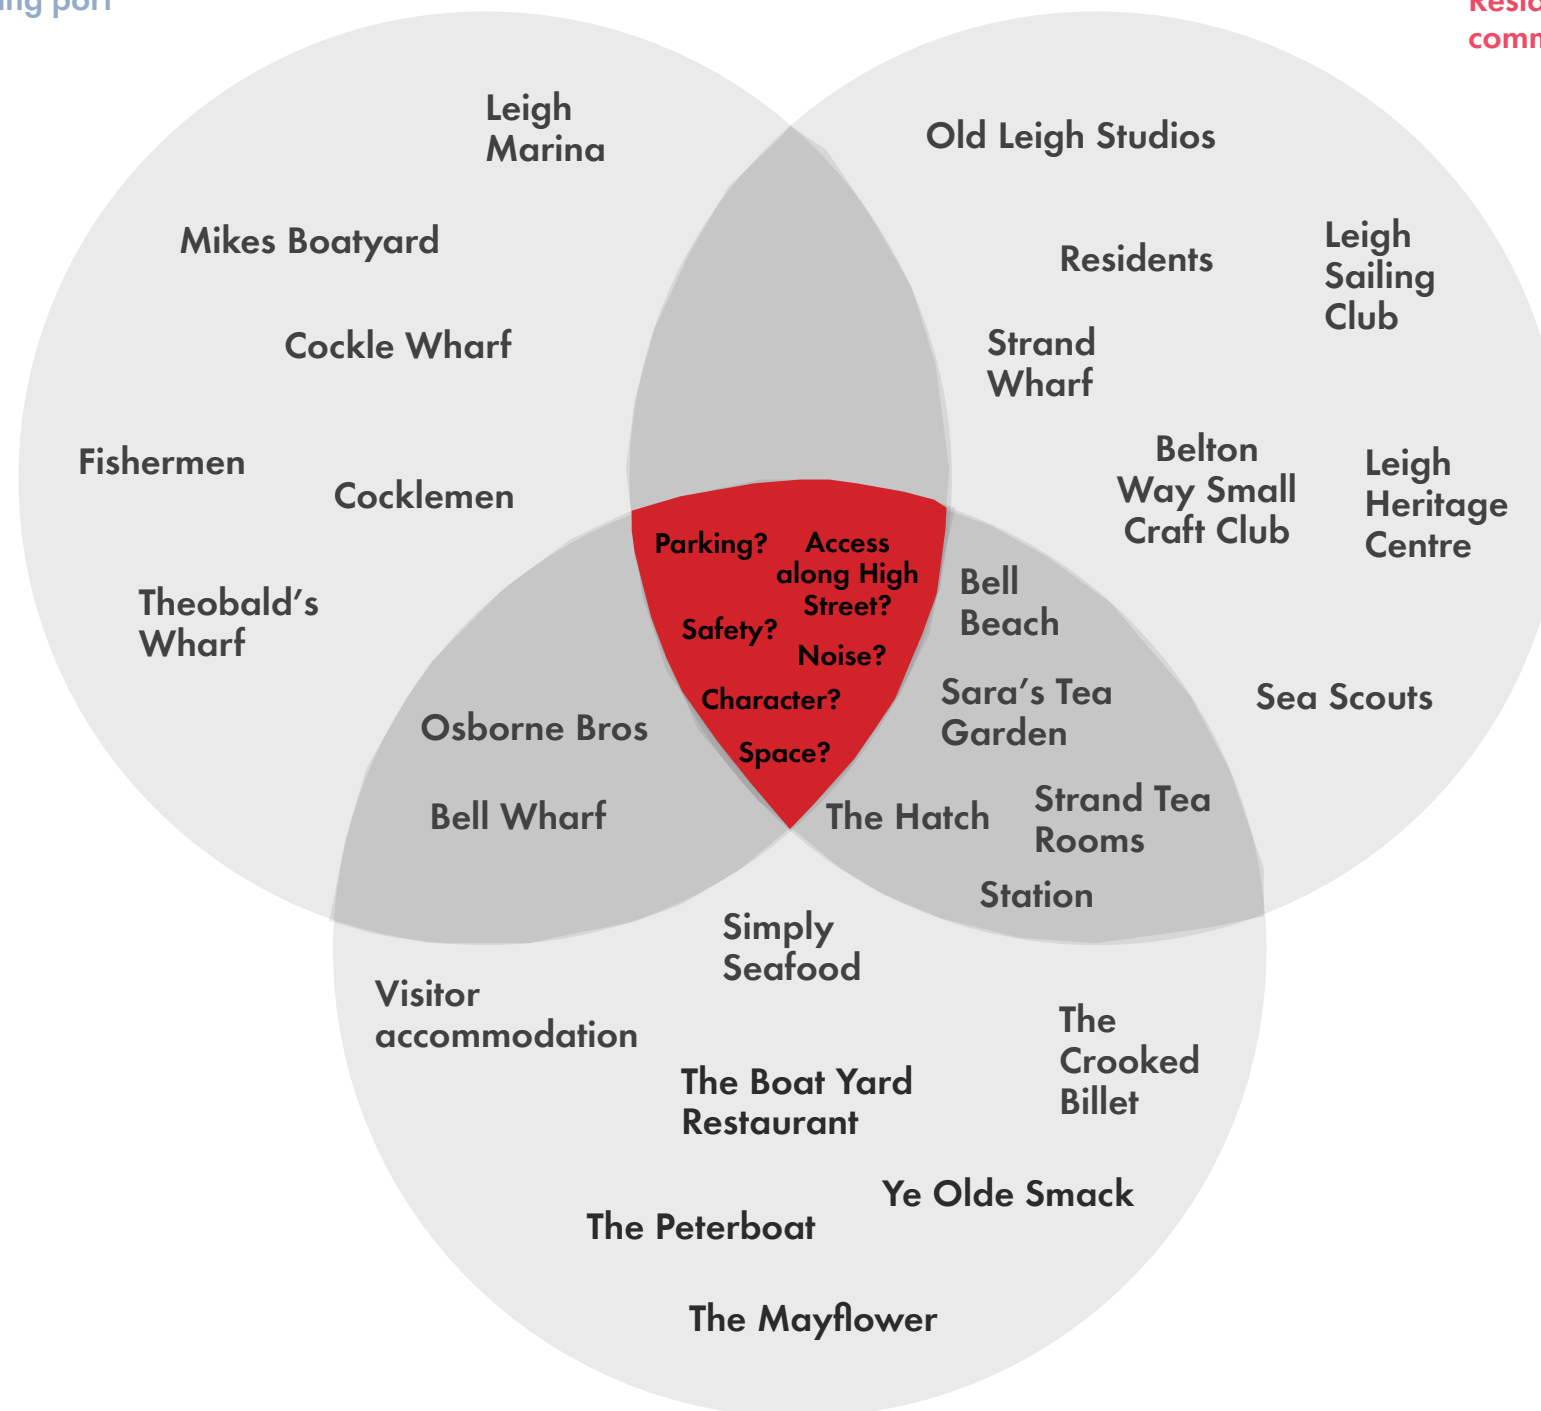 port
Leigh
Marina
Mikes Boatyard
Cockle Wharf
Fishermen
Cocklemen
Theobald’s
Wharf
Old Leigh Studios
Residents
Leigh
Sailing
Club
Strand
Wharf
Belton
Way Small
Craft Club
Leigh
Heritage
Centre
Sea Scouts
Parking?
Access
along High
Street?
Safety?
Noise?
Character?
Space?
Bell
Beach
Sara’s Tea
Garden
The Hatch
Strand Tea
Rooms
Station
Osborne Bros
Bell Wharf
Simply
Seafood
Visitor
accommodation
The
Crooked
Billet
The Boat Yard
Restaurant
Ye Olde Smack
The Peterboat
The Mayflower